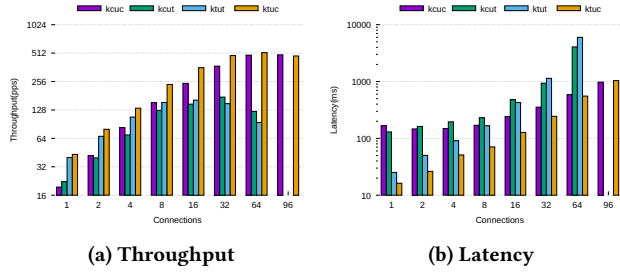 kcuc kcut ktut ktuc
Throughput(pps)
1024
512
256
128
64
32
16
1 2 4 8 16 32 64 96
Connections
(a) Throughput
kcuc kcut ktut ktuc
Latency(ms)
10000
1000
100
10
1 2 4 8 16 32 64 96
Connections
(b) Latency